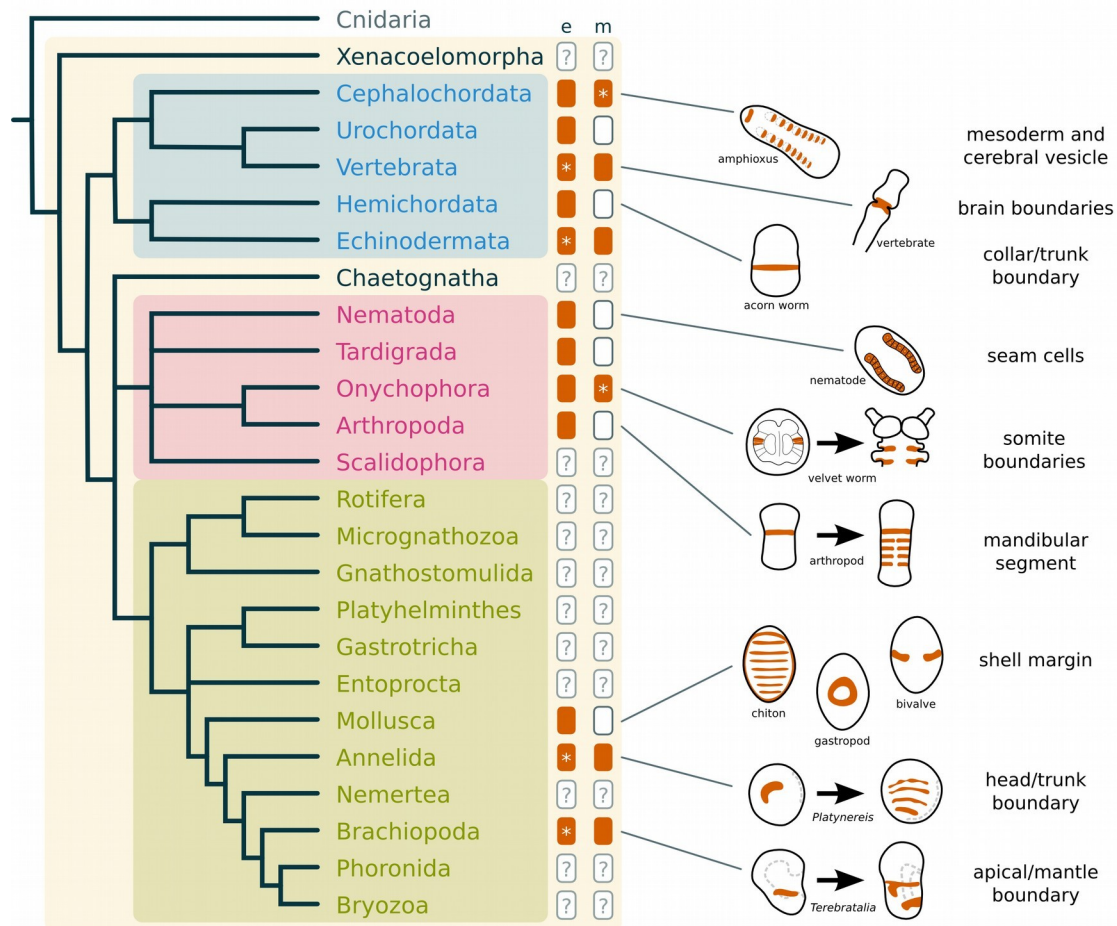 Cnidaria
e m
Xenacoelomorpha ? ?
Cephalochordata *
Urochordata
Vertebrata *
Hemichordata
Echinodermata *
Chaetognatha ? ?
Nematoda
Tardigrada
Onychophora *
Arthropoda
Scalidophora ? ?
Rotifera ? ?
Micrognathozoa ? ?
Gnathostomulida ? ?
Platyhelminthes ? ?
Gastrotricha ? ?
Entoprocta ? ?
Mollusca
Annelida *
Nemertea ? ?
Brachiopoda *
Phoronida ? ?
Bryozoa ? ?
amphioxus
mesoderm and
cerebral vesicle
vertebrate
brain boundaries
acorn worm
collar/trunk
boundary
nematode
seam cells
velvet worm
somite
boundaries
arthropod
mandibular
segment
chiton
gastropod
bivalve
shell margin
Platynereis
head/trunk
boundary
Terebratalia
apical/mantle
boundary